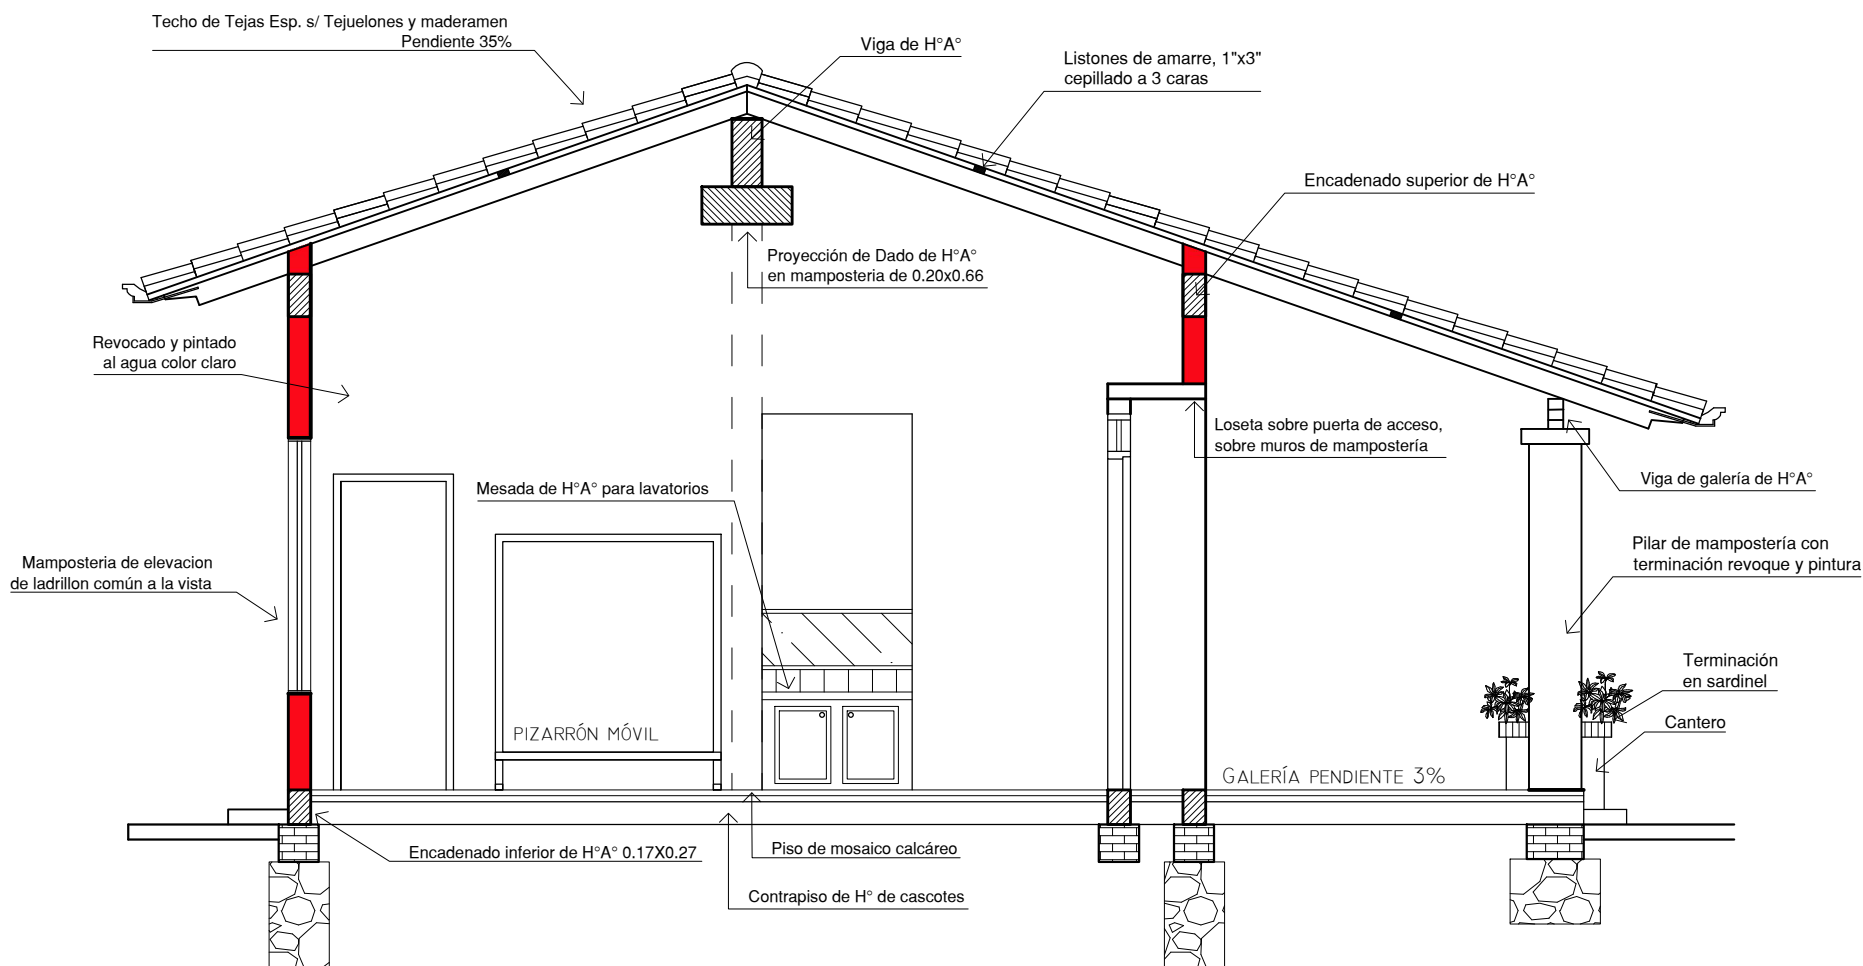 Techo de Tejas Esp. s/ Tejuelones y maderamen
Pendiente 35%
Viga de H°A°
Listones de amarre, 1"x3"
cepillado a 3 caras
Encadenado superior de H°A°
Proyección de Dado de H°A°
en mamposteria de 0.20x0.66
Revocado y pintado
al agua color claro
Loseta sobre puerta de acceso,
sobre muros de mampostería
Viga de galería de H°A°
Mesada de H°A° para lavatorios
Mamposteria de elevacion
de ladrillon común a la vista
Pilar de mampostería con
terminación revoque y pintura
Terminación
en sardinel
Cantero
PIZARRÓN MÓVIL
GALERÍA PENDIENTE 3%
Encadenado inferior de H°A° 0.17X0.27
Piso de mosaico calcáreo
Contrapiso de H° de cascotes